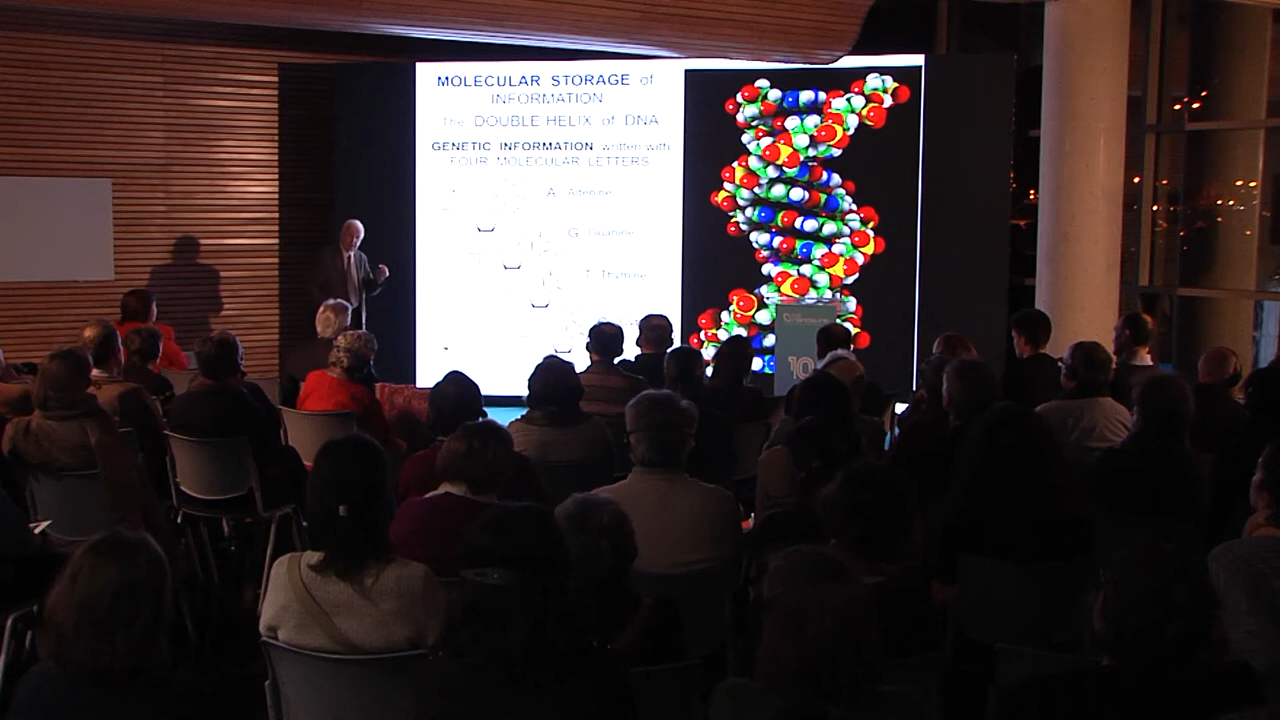 MOLECULAR STORAGE of
INFORMATION
The DOUBLE HELIX of DNA
GENETIC INFORMATION written with
FOUR MOLECULAR LETTERS
A Adenine
G Guanine
T Thymine
10